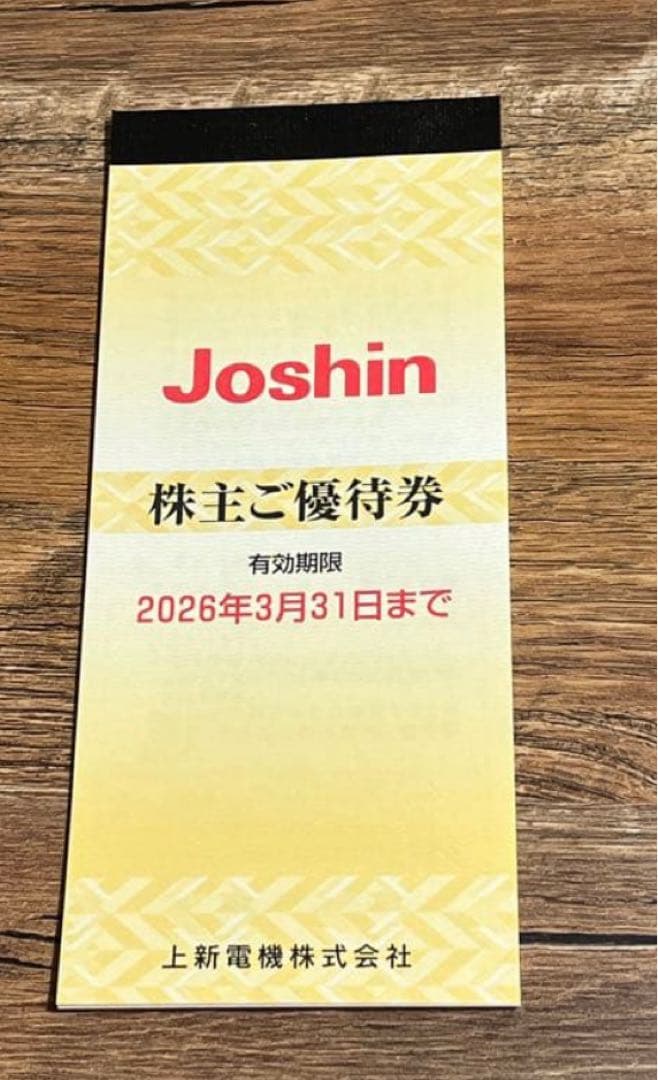 Joshin
株主ご優待券
有効期限
2026年3月31日まで
上新電機株式会社